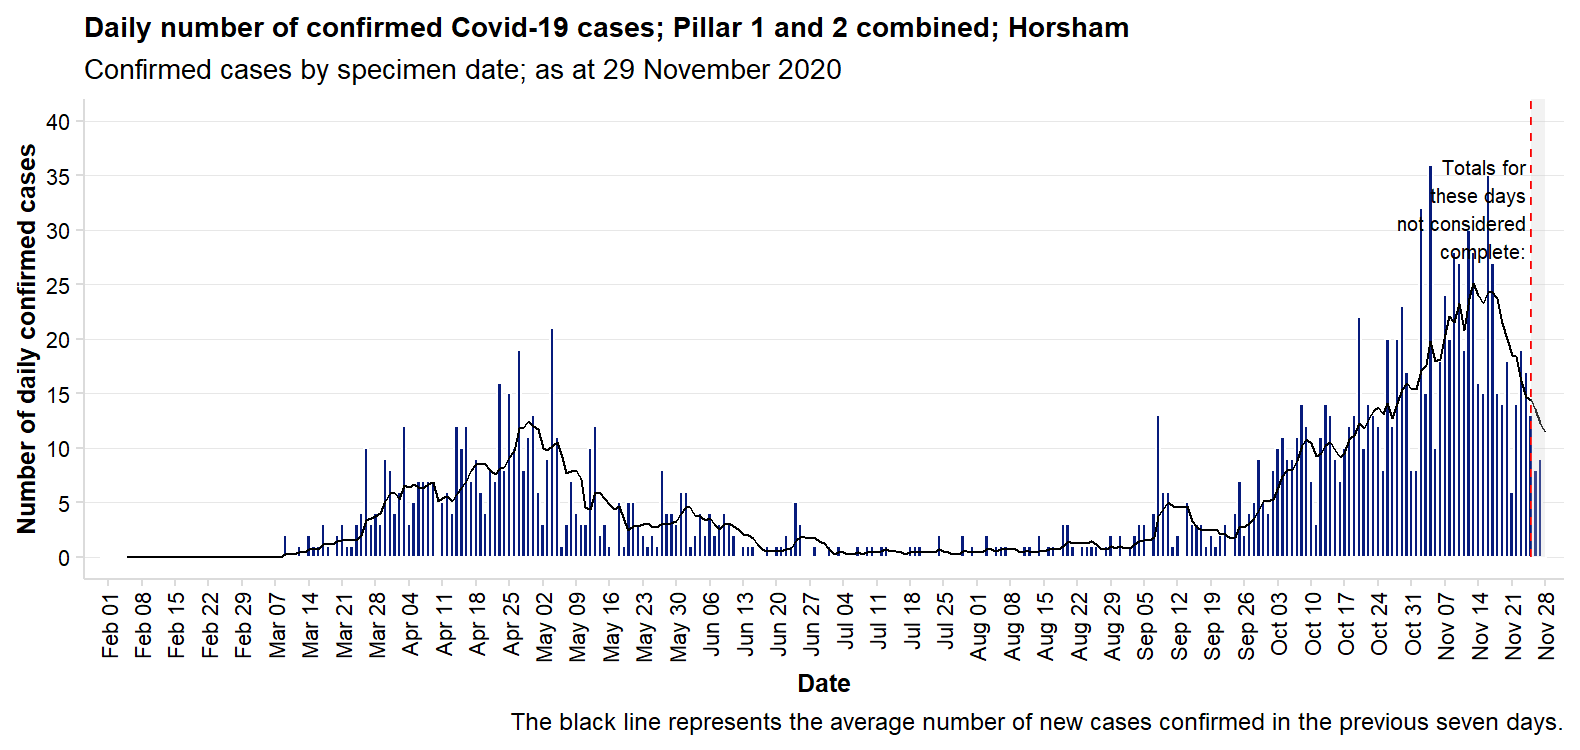 Daily number of confirmed Covid-19 cases; Pillar 1 and 2 combined; Horsham
Confirmed cases by specimen date; as at 29 November 2020
Number of daily confirmed cases
40
35
30
25
20
15
10
5
0
Totals for
these days
not considered
complete:
Feb 01
Feb 08
Feb 15
Feb 22
Feb 29
Mar 07
Mar 14
Mar 21
Mar 28
Apr 04
Apr 11
Apr 18
Apr 25
May 02
May 09
May 16
May 23
May 30
Jun 06
Jun 13
Jun 20
Jun 27
Jul 04
Jul 11
Jul 18
Jul 25
Aug 01
Aug 08
Aug 15
Aug 22
Aug 29
Sep 05
Sep 12
Sep 19
Sep 26
Oct 03
Oct 10
Oct 17
Oct 24
Oct 31
Nov 07
Nov 14
Nov 21
Nov 28
Date
The black line represents the average number of new cases confirmed in the previous seven days.